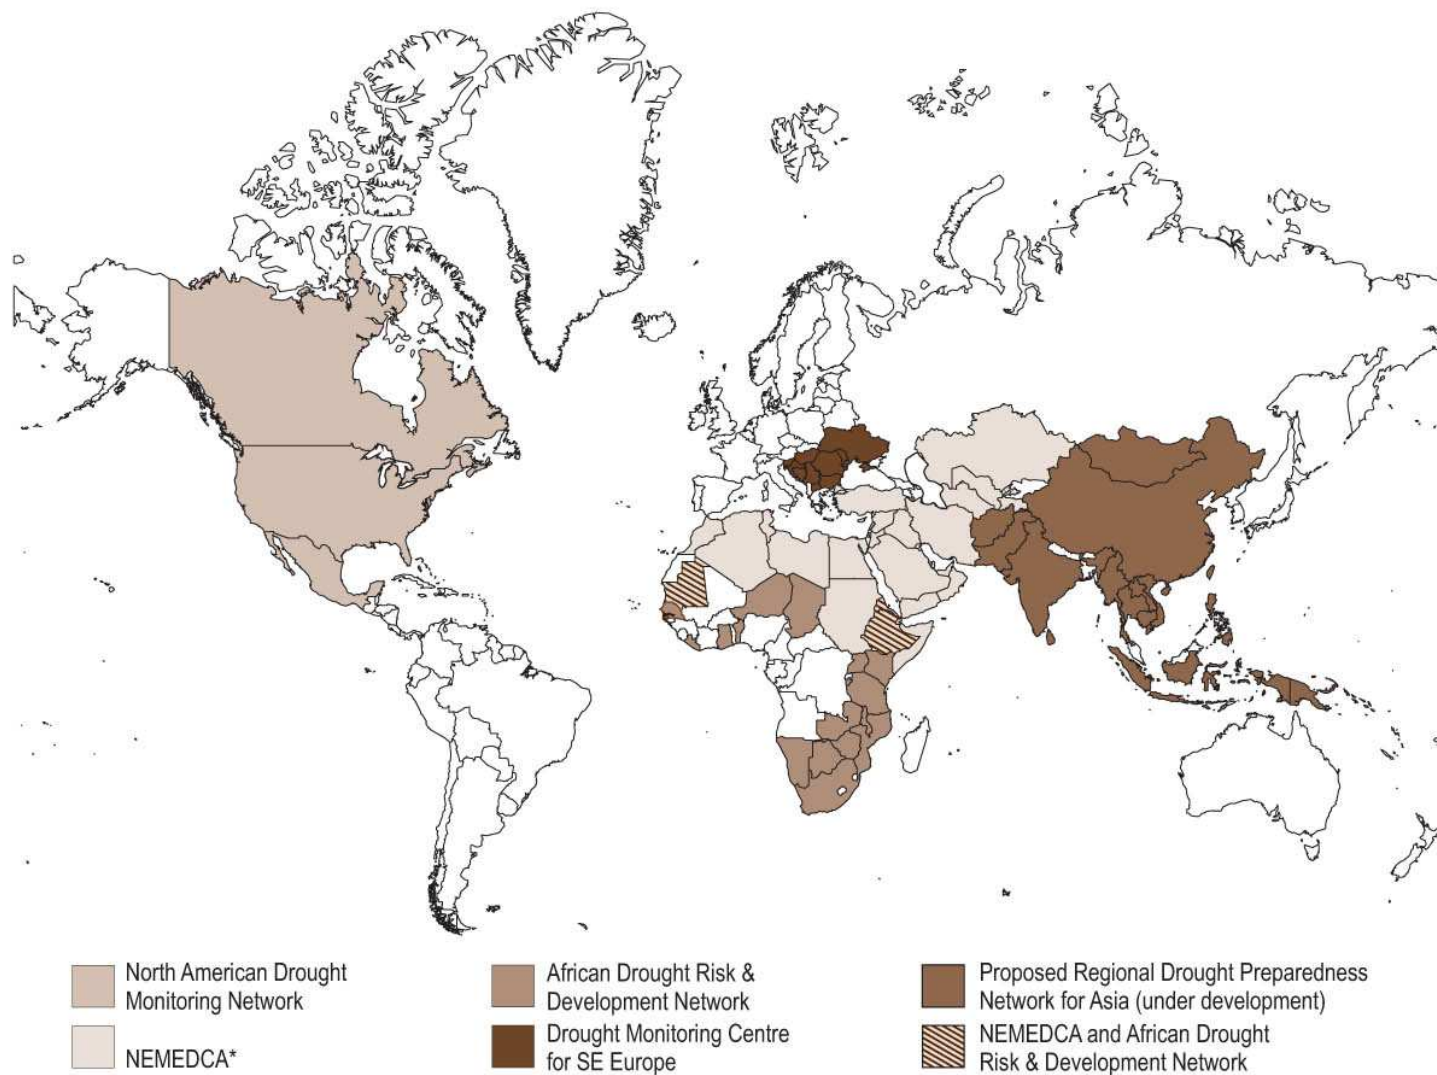 North American Drought
Monitoring Network
NEMEDCA*
African Drought Risk &
Development Network
Drought Monitoring Centre
for SE Europe
Proposed Regional Drought Preparedness
Network for Asia (under development)
NEMEDCA and African Drought
Risk & Development Network